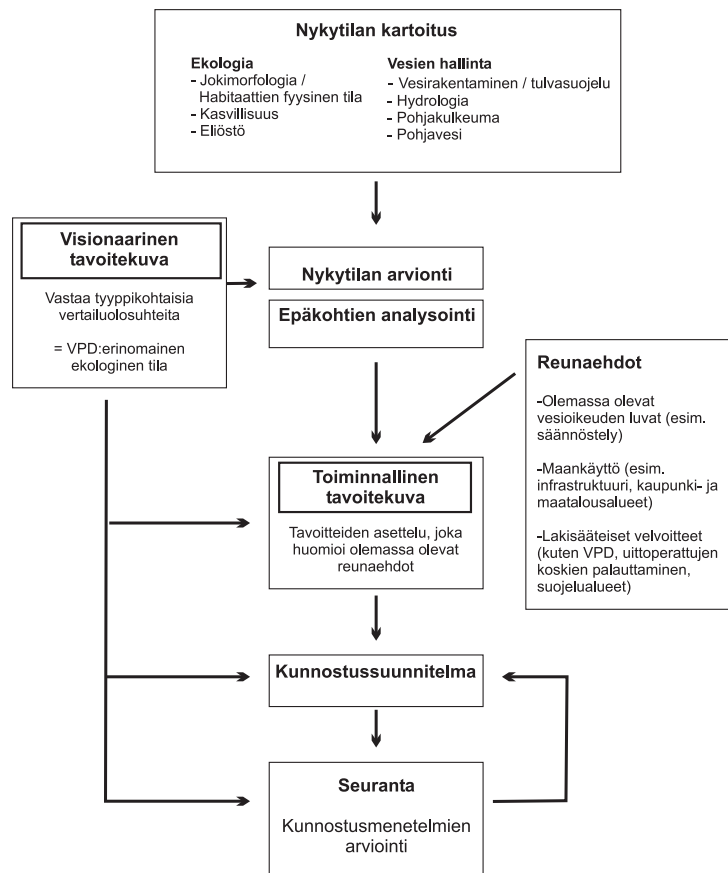 Nykytilan kartoitus
Ekologia
- Jokimorfologia /
Habitaattien fyysinen tila
- Kasvillisuus
- Eliöstö
Vesien hallinta
- Vesirakentaminen / tulvasuojelu
- Hydrologia
- Pohjakulkeuma
- Pohjavesi
Visionaarinen
tavoitekuva
Vastaa tyyppikohtaisia
vertailuolosuhteita
= VPD:erinomainen
ekologinen tila
Nykytilan arvionti
Epäkohtien analysointi
Reunaehdot
-Olemassa olevat
vesioikeuden luvat (esim.
säännöstely)
-Maankäyttö (esim.
infrastruktuuri, kaupunki- ja
maatalousalueet)
-Lakisääteiset velvoitteet
(kuten VPD, uittoperattujen
koskien palauttaminen,
suojelualueet)
Toiminnallinen
tavoitekuva
Tavoitteiden asettelu, joka
huomioi olemassa olevat
reunaehdot
Kunnostussuunnitelma
Seuranta
Kunnostusmenetelmien
arviointi